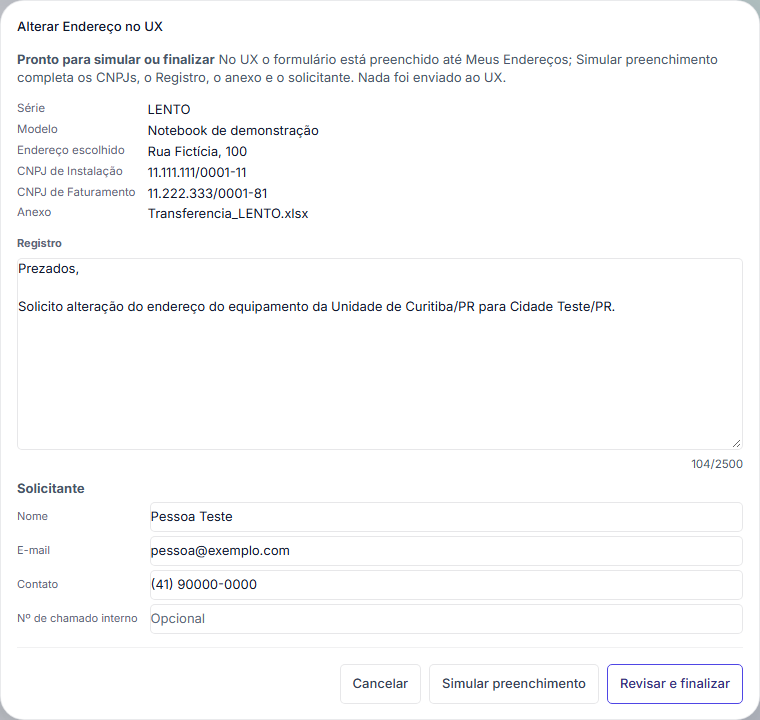 Alterar Endereço no UX
Pronto para simular ou finalizar No UX o formulário está preenchido até Meus Endereços; Simular preenchimento
completa os CNPJs, o Registro, o anexo e o solicitante. Nada foi enviado ao UX.
Série LENTO
Modelo Notebook de demonstração
Endereço escolhido Rua Fictícia, 100
CNPJ de Instalação 11.111.111/0001-11
CNPJ de Faturamento 11.222.333/0001-81
Anexo Transferencia_LENTO.xlsx
Registro
Prezados,
Solicito alteração do endereço do equipamento da Unidade de Curitiba/PR para Cidade Teste/PR.
104/2500
Solicitante
Nome Pessoa Teste
E-mail pessoa@exemplo.com
Contato (41) 90000-0000
Nº de chamado interno Opcional
Cancelar Simular preenchimento Revisar e finalizar